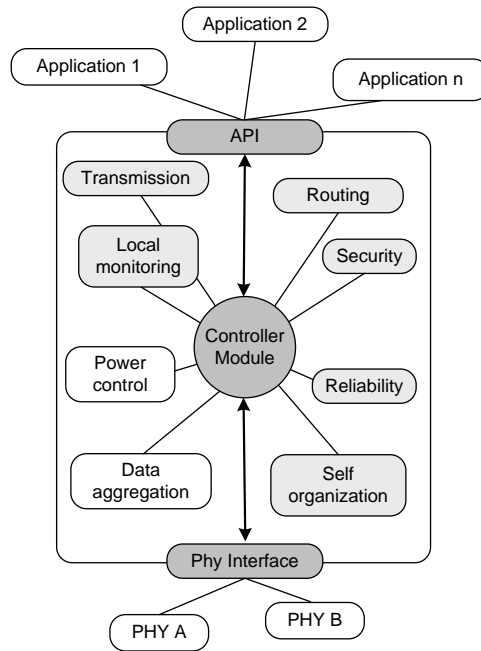 Application 2
Application 1
Application n
API
Transmission
Routing
Local
monitoring
Security
Controller
Module
Power
control
Reliability
Data
aggregation
Self
organization
Phy Interface
PHY A
PHY B